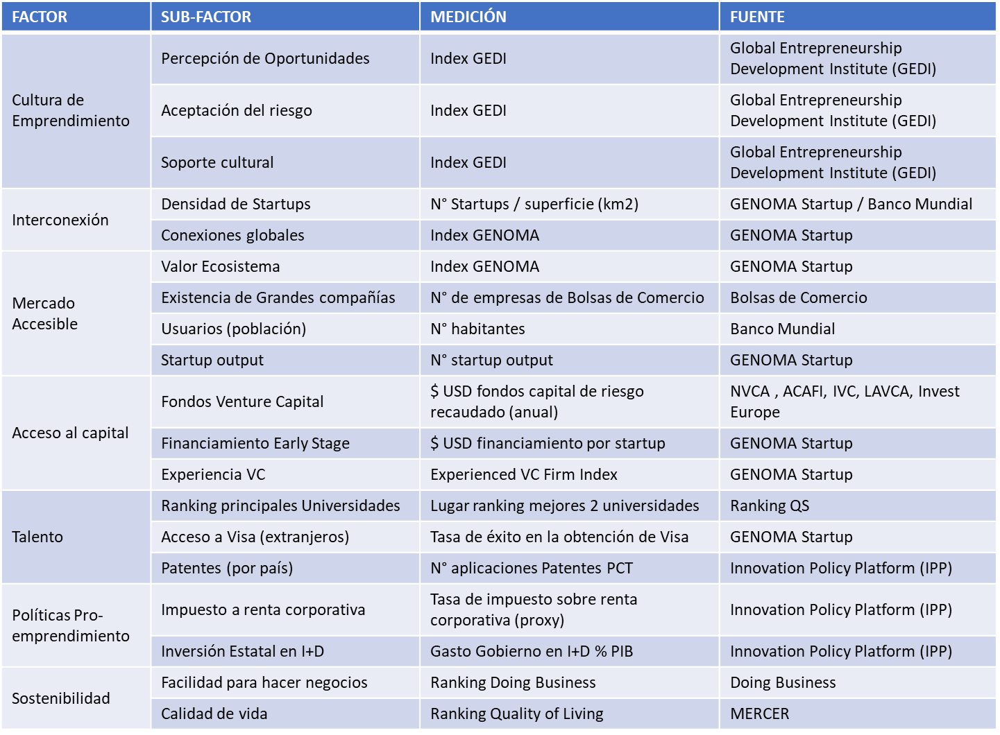 FACTOR SUB-FACTOR MEDICIÓN FUENTE
Cultura de
Emprendimiento
Percepción de Oportunidades
Index GEDI
Global Entrepreneurship
Development Institute (GEDI)
Aceptación del riesgo
Index GEDI
Global Entrepreneurship
Development Institute (GEDI)
Soporte cultural
Index GEDI
Global Entrepreneurship
Development Institute (GEDI)
Interconexión
Densidad de Startups
N° Startups / superficie (km2)
GENOMA Startup / Banco Mundial
Conexiones globales
Index GENOMA
GENOMA Startup
Mercado
Accesible
Valor Ecosistema
Index GENOMA
GENOMA Startup
Existencia de Grandes compañías
N° de empresas de Bolsas de Comercio
Bolsas de Comercio
Usuarios (población)
N° habitantes
Banco Mundial
Startup output
N° startup output
GENOMA Startup
Acceso al capital
Fondos Venture Capital
$ USD fondos capital de riesgo
recaudado (anual)
NVCA , ACAFI, IVC, LAVCA, Invest
Europe
Financiamiento Early Stage
$ USD financiamiento por startup
GENOMA Startup
Experiencia VC
Experienced VC Firm Index
GENOMA Startup
Talento
Ranking principales Universidades
Lugar ranking mejores 2 universidades
Ranking QS
Acceso a Visa (extranjeros)
Tasa de éxito en la obtención de Visa
GENOMA Startup
Patentes (por país)
N° aplicaciones Patentes PCT
Innovation Policy Platform (IPP)
Políticas Pro-
emprendimiento
Impuesto a renta corporativa
Tasa de impuesto sobre renta
corporativa (proxy)
Innovation Policy Platform (IPP)
Inversión Estatal en I+D
Gasto Gobierno en I+D % PIB
Innovation Policy Platform (IPP)
Sostenibilidad
Facilidad para hacer negocios
Ranking Doing Business
Doing Business
Calidad de vida
Ranking Quality of Living
MERCER